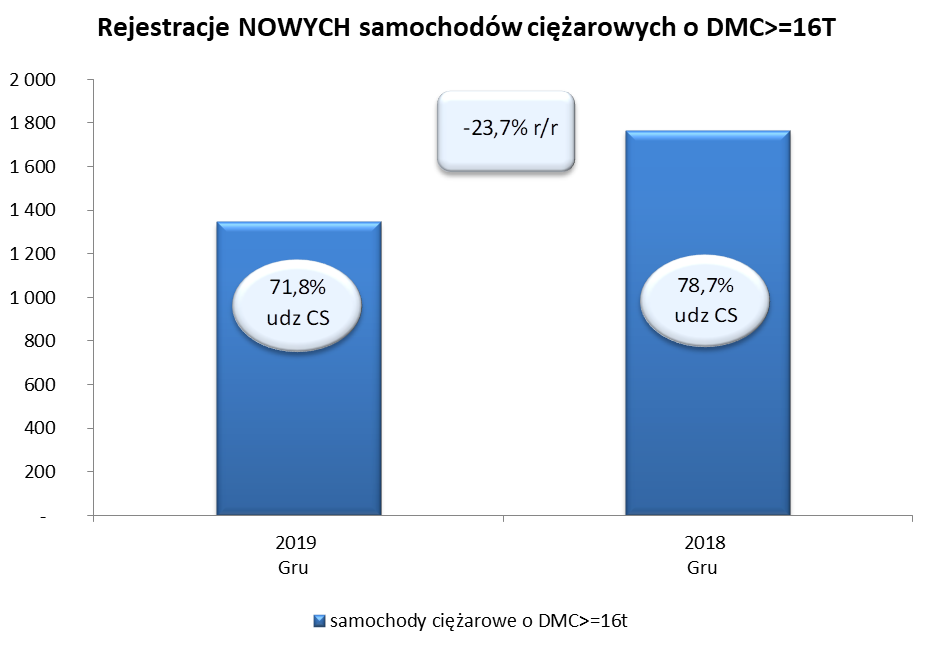 Rejestracje NOWYCH samochodów ciężarowych o DMC>=16T
2 000
1 800
1 600
1 400
1 200
1 000
800
600
400
200
-
-23,7% r/r
71,8%
udz CS
78,7%
udz CS
2019
Gru
2018
Gru
samochody ciężarowe o DMC>=16t